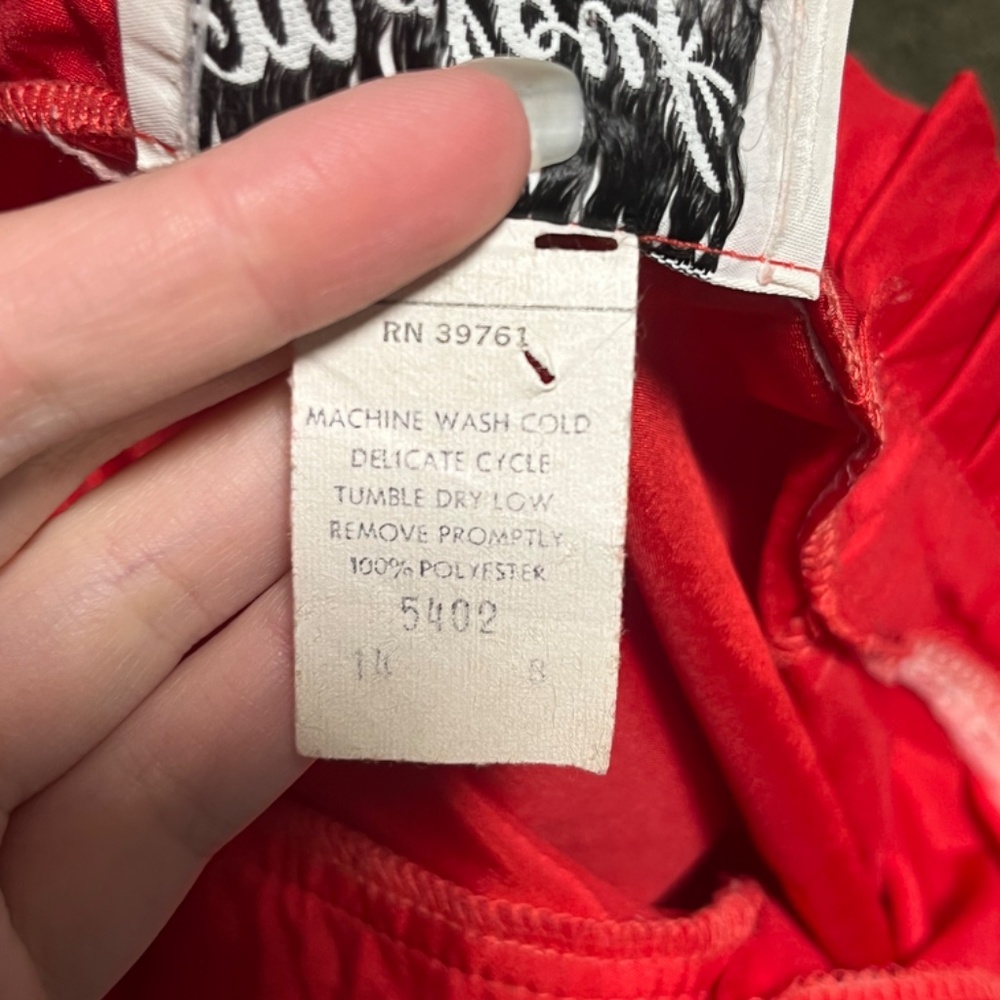 RN 39761
MACHINE WASH COLD
DELICATE CYCLE
TUMBLE DRY LOW
REMOVE PROMPTLY
100% POLYESTER
5402
14 8